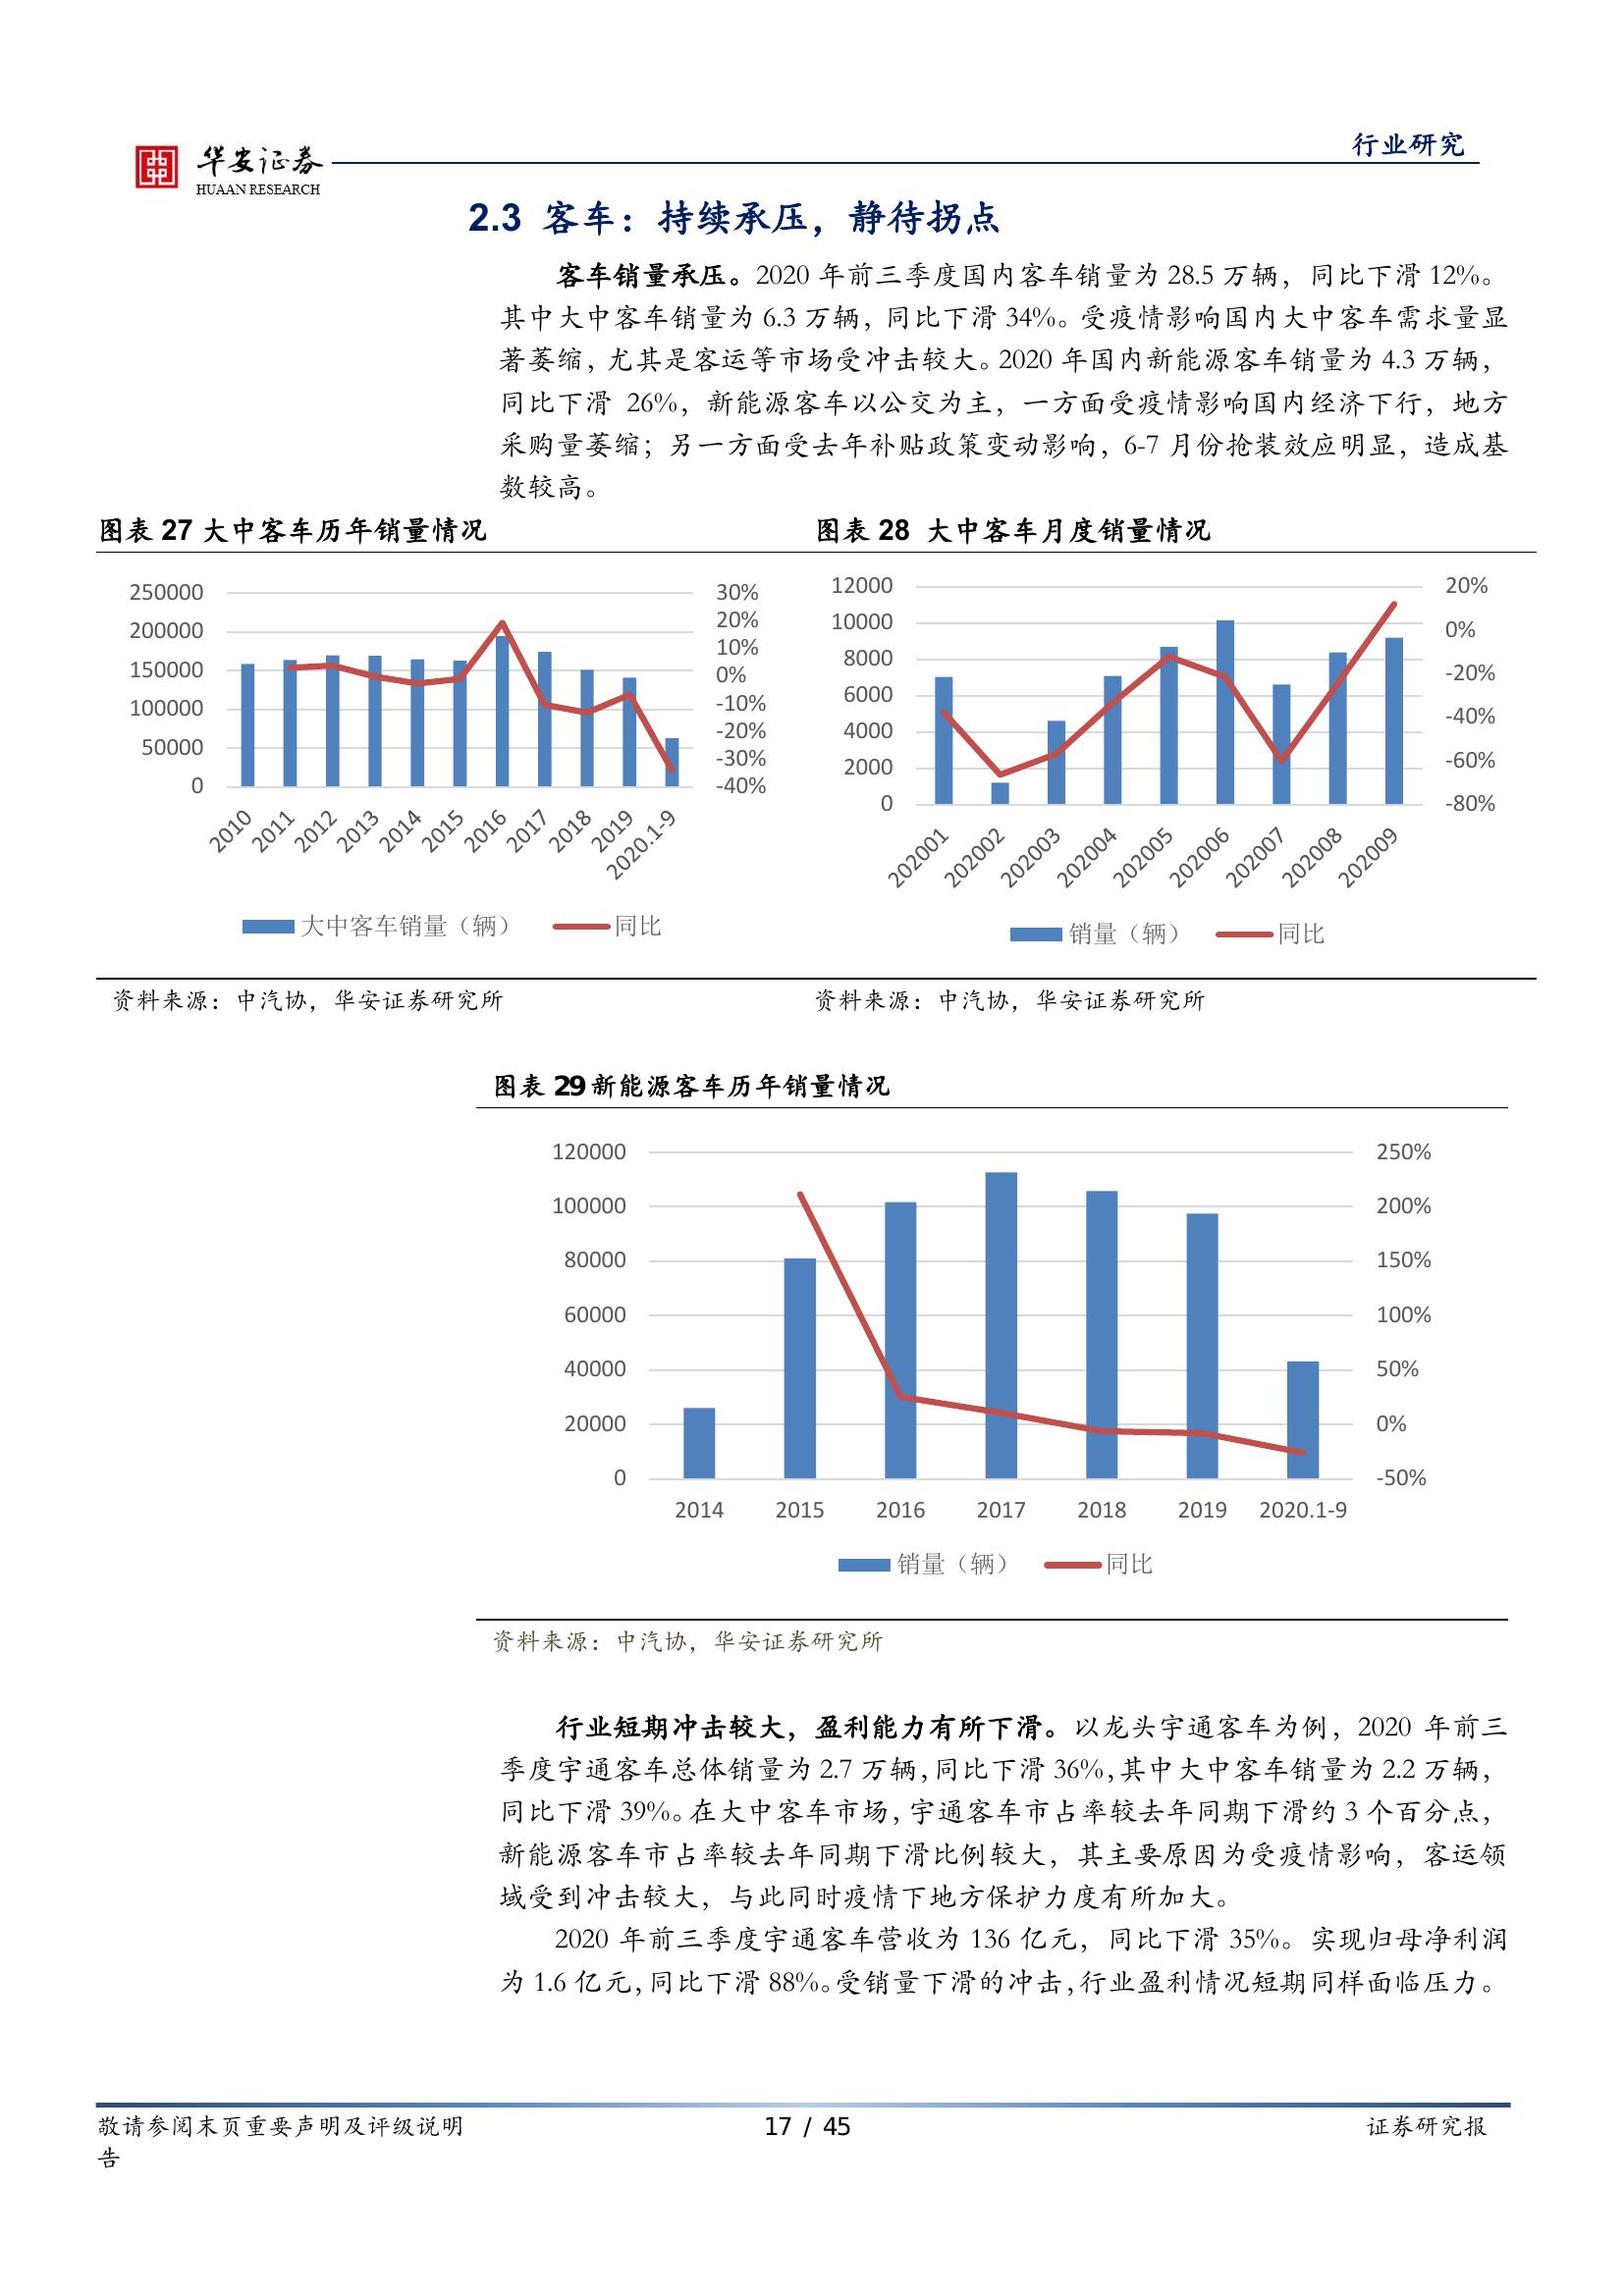 华安证券
HUAAN RESEARCH
行业研究
2.3 客车：持续承压，静待拐点
客车销量承压。2020 年前三季度国内客车销量为 28.5 万辆，同比下滑 12%。
其中大中客车销量为 6.3 万辆，同比下滑 34%。受疫情影响国内大中客车需求量显
著萎缩，尤其是客运等市场受冲击较大。2020 年国内新能源客车销量为 4.3 万辆，
同比下滑 26%，新能源客车以公交为主，一方面受疫情影响国内经济下行，地方
采购量萎缩；另一方面受去年补贴政策变动影响，6-7 月份抢装效应明显，造成基
数较高。
图表 27 大中客车历年销量情况
250000
200000
150000
100000
50000
0
30%
20%
10%
0%
-10%
-20%
-30%
-40%
2010
2011
2012
2013
2014
2015
2016
2017
2018
2019
2020.1-9
大中客车销量（辆） 同比
资料来源：中汽协，华安证券研究所
图表 28 大中客车月度销量情况
12000
10000
8000
6000
4000
2000
0
20%
0%
-20%
-40%
-60%
-80%
202001
202002
202003
202004
202005
202006
202007
202008
202009
销量（辆） 同比
资料来源：中汽协，华安证券研究所
图表 29 新能源客车历年销量情况
120000
100000
80000
60000
40000
20000
0
250%
200%
150%
100%
50%
0%
-50%
2014 2015 2016 2017 2018 2019 2020.1-9
销量（辆） 同比
资料来源：中汽协，华安证券研究所
行业短期冲击较大，盈利能力有所下滑。以龙头宇通客车为例，2020 年前三
季度宇通客车总体销量为 2.7 万辆，同比下滑 36%，其中大中客车销量为 2.2 万辆，
同比下滑 39%。在大中客车市场，宇通客车市占率较去年同期下滑约 3 个百分点，
新能源客车市占率较去年同期下滑比例较大，其主要原因为受疫情影响，客运领
域受到冲击较大，与此同时疫情下地方保护力度有所加大。
2020 年前三季度宇通客车营收为 136 亿元，同比下滑 35%。实现归母净利润
为 1.6 亿元，同比下滑 88%。受销量下滑的冲击，行业盈利情况短期同样面临压力。
敬请参阅末页重要声明及评级说明 17 / 45 证券研究报
告